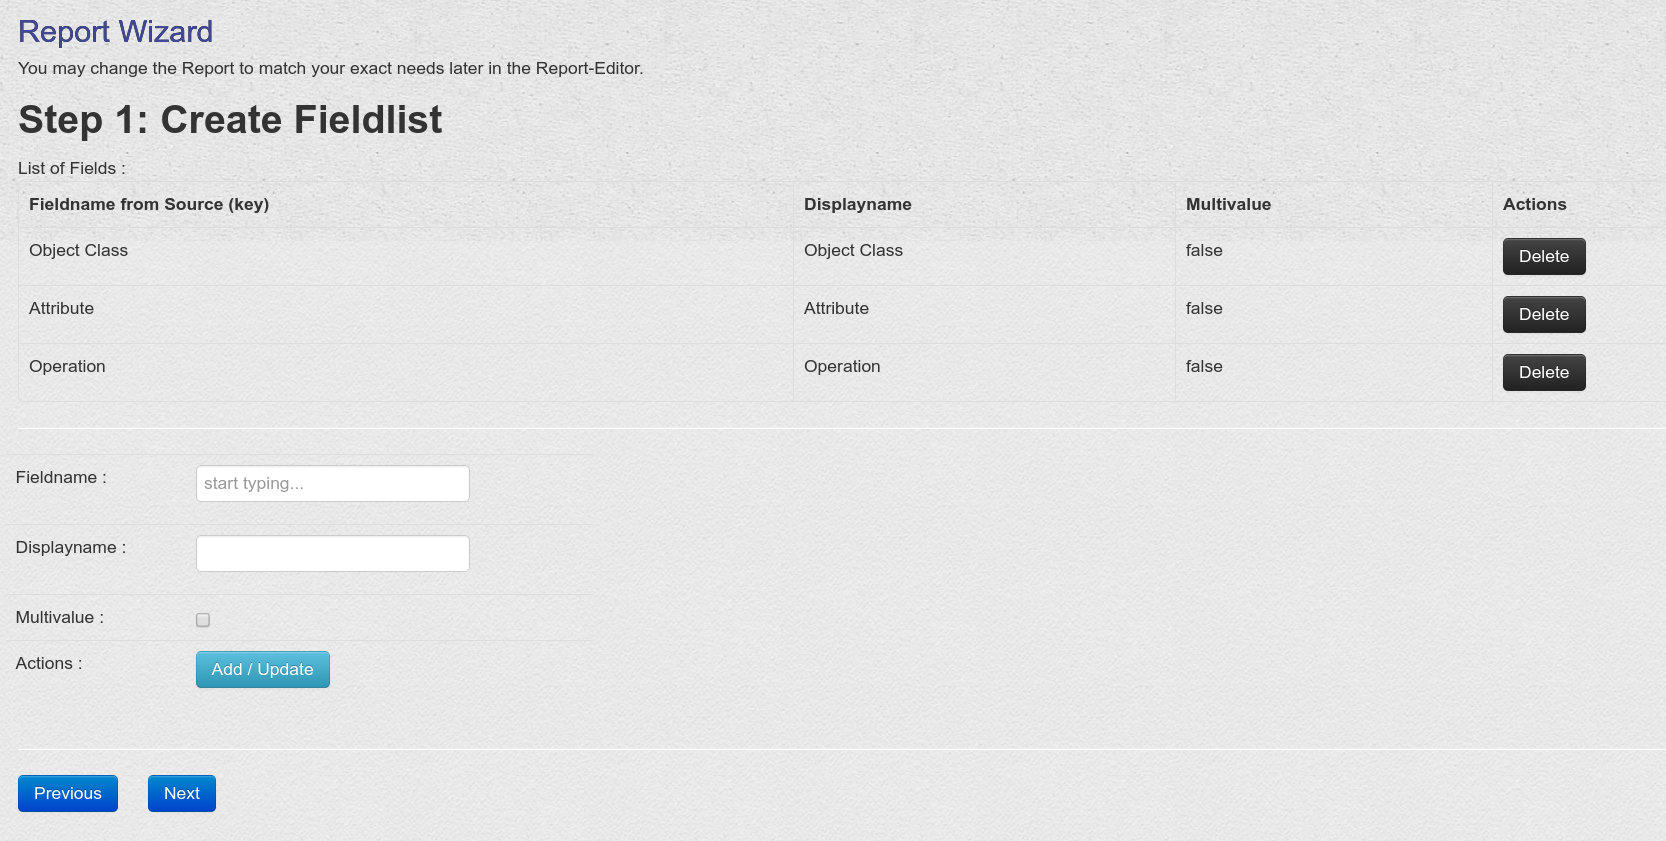 Report Wizard
You may change the Report to match your exact needs later in the Report-Editor.
Step 1: Create Fieldlist
List of Fields :
Fieldname from Source (key) Displayname Multivalue Actions
Object Class Object Class false Delete
Attribute Attribute false Delete
Operation Operation false Delete
Fieldname : start typing...
Displayname :
Multivalue :
Actions : Add / Update
Previous Next